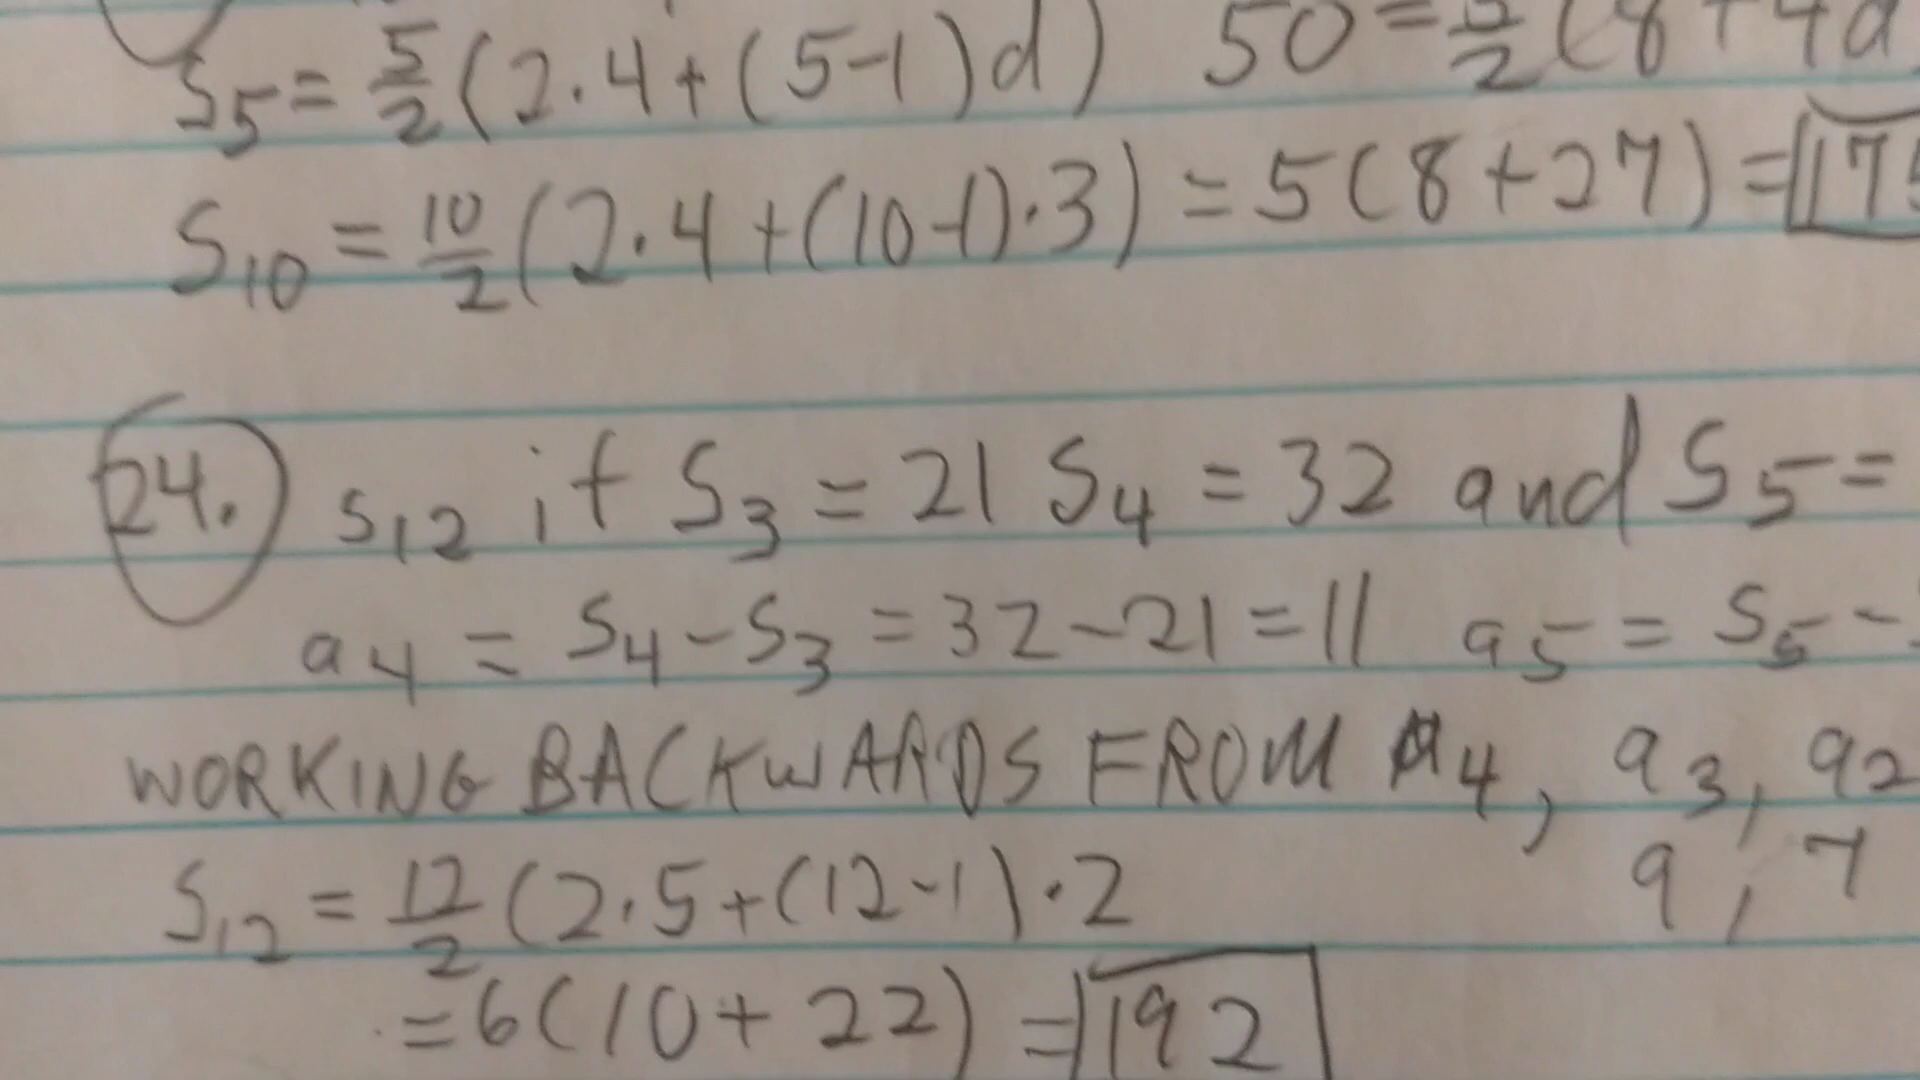 S5 = 5/2 (2·4+(5-1)d) 50 = 5/2 (8+4d
S10 = 10/2 (2·4+(10-1)·3) = 5(8+27) = 175
24. S12 if S3 = 21 S4 = 32 and S5 =
a4 = S4-S3 = 32-21 = 11 a5 = S5 -
WORKING BACKWARDS FROM a4, a3, a2
9, 7
S12 = 12/2 (2·5+(12-1)·2
= 6(10+22) = 192